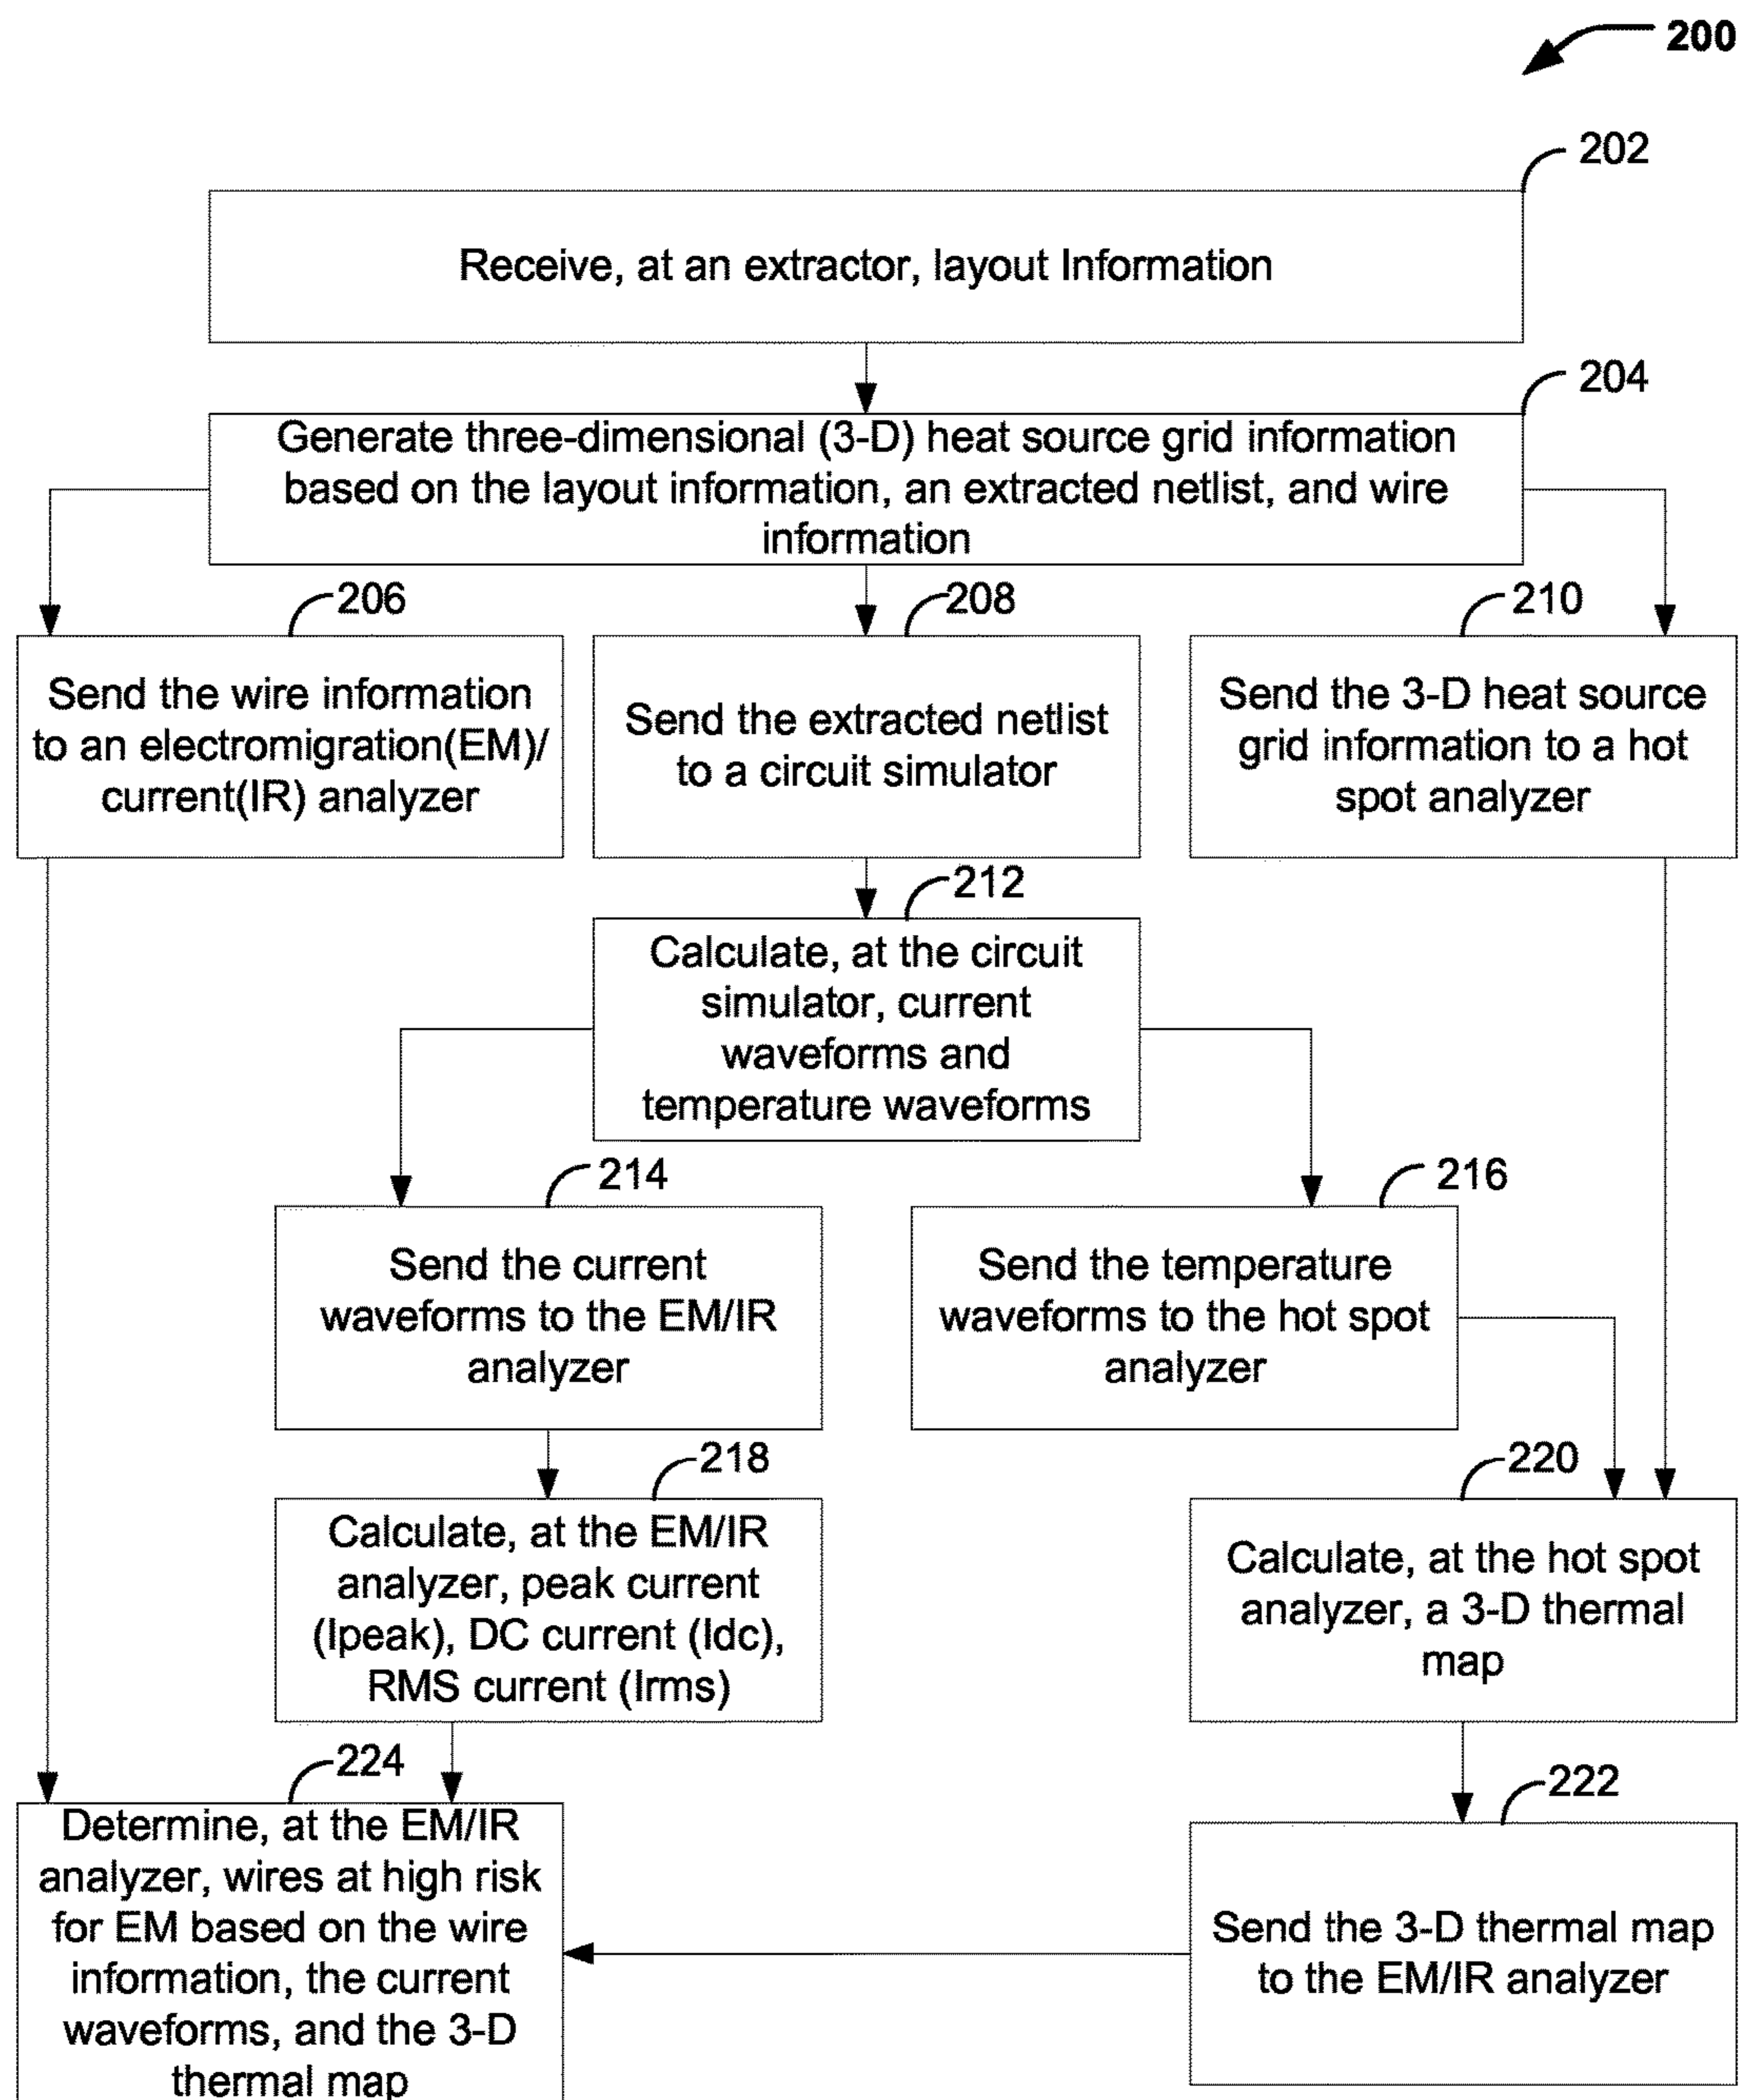 200
202
Receive, at an extractor, layout Information
204
Generate three-dimensional (3-D) heat source grid information
based on the layout information, an extracted netlist, and wire
information
206
208
210
Send the wire information
to an electromigration(EM)/
current(IR) analyzer
Send the extracted netlist
to a circuit simulator
Send the 3-D heat source
grid information to a hot
spot analyzer
212
Calculate, at the circuit
simulator, current
waveforms and
temperature waveforms
214
216
Send the current
waveforms to the EM/IR
analyzer
Send the temperature
waveforms to the hot spot
analyzer
218
220
Calculate, at the EM/IR
analyzer, peak current
(Ipeak), DC current (Idc),
RMS current (Irms)
Calculate, at the hot spot
analyzer, a 3-D thermal
map
224
222
Determine, at the EM/IR
analyzer, wires at high risk
for EM based on the wire
information, the current
waveforms, and the 3-D
thermal map
Send the 3-D thermal map
to the EM/IR analyzer